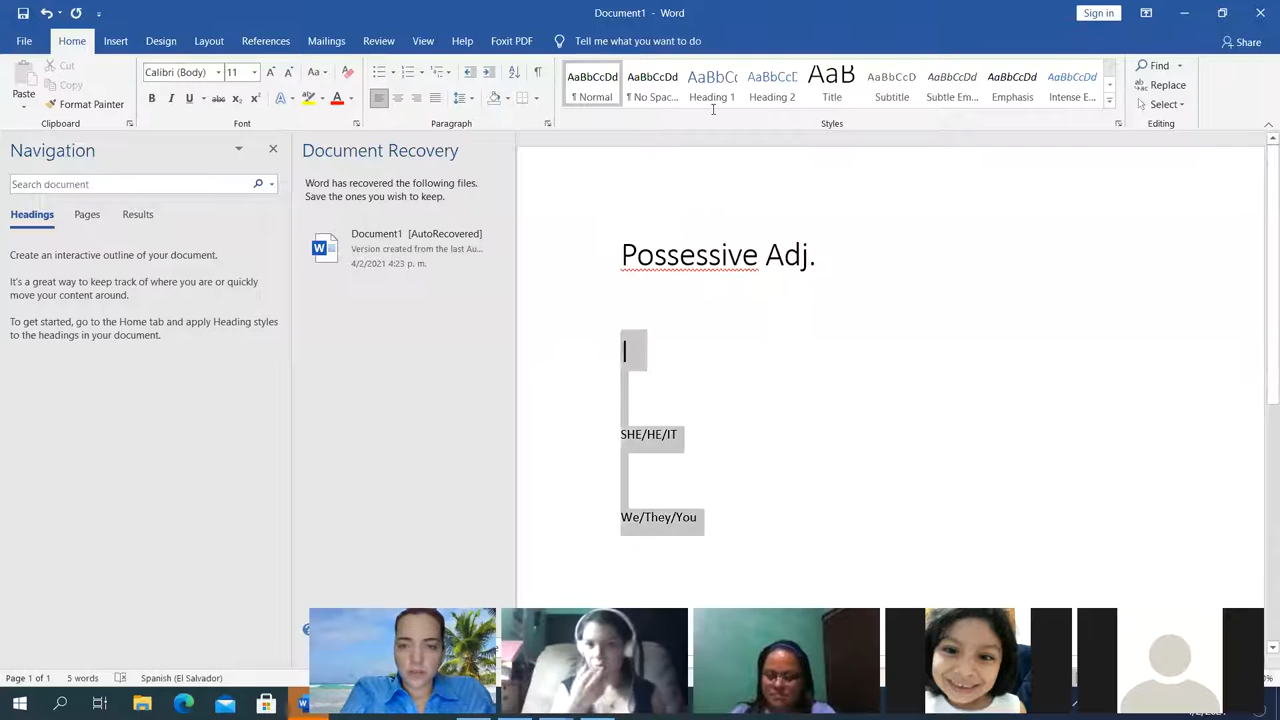 Document1 - Word
Sign in
File Home Insert Design Layout References Mailings Review View Help Foxit PDF Tell me what you want to do
Share
Paste
Cut
Copy
Format Painter
Clipboard
Calibri (Body) 11
Font
Paragraph
AaBbCcDd AaBbCcDd AaBbCc AaBbCcD AaB AaBbCcD AaBbCcDd AaBbCcDd AaBbCcDd
¶ Normal ¶ No Spac... Heading 1 Heading 2 Title Subtitle Subtle Em... Emphasis Intense E...
Styles
Find
Replace
Select
Editing
Navigation
Search document
Headings Pages Results
Create an interactive outline of your document.
It's a great way to keep track of where you are or quickly
move your content around.
To get started, go to the Home tab and apply Heading styles
to the headings in your document.
Document Recovery
Word has recovered the following files.
Save the ones you wish to keep.
Document1 [AutoRecovered]
Version created from the last Au...
4/2/2021 4:23 p. m.
Possessive Adj.
I
SHE/HE/IT
We/They/You
Page 1 of 1 5 words Spanish (El Salvador)